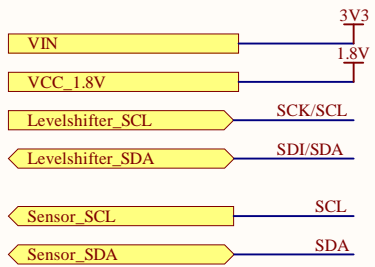 3V3
VIN
1.8V
VCC_1.8V
Levelshifter_SCL SCK/SCL
Levelshifter_SDA SDI/SDA
Sensor_SCL SCL
Sensor_SDA SDA